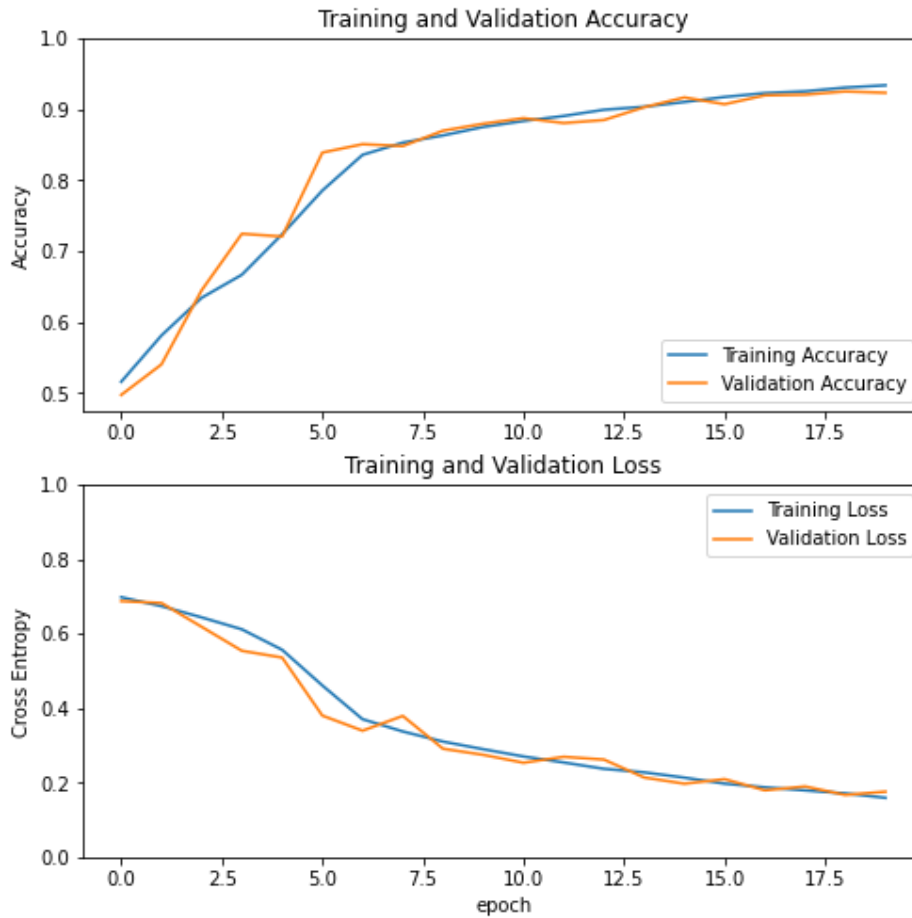 Training and Validation Accuracy
1.0
0.9
0.8
0.7
0.6
0.5
Accuracy
Training Accuracy
Validation Accuracy
0.0 2.5 5.0 7.5 10.0 12.5 15.0 17.5
Training and Validation Loss
1.0
0.8
0.6
0.4
0.2
0.0
Cross Entropy
Training Loss
Validation Loss
0.0 2.5 5.0 7.5 10.0 12.5 15.0 17.5
epoch